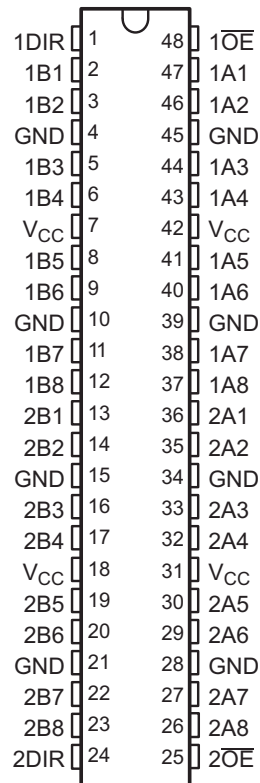 1DIR 1 48 1O̅E̅
1B1 2 47 1A1
1B2 3 46 1A2
GND 4 45 GND
1B3 5 44 1A3
1B4 6 43 1A4
VCC 7 42 VCC
1B5 8 41 1A5
1B6 9 40 1A6
GND 10 39 GND
1B7 11 38 1A7
1B8 12 37 1A8
2B1 13 36 2A1
2B2 14 35 2A2
GND 15 34 GND
2B3 16 33 2A3
2B4 17 32 2A4
VCC 18 31 VCC
2B5 19 30 2A5
2B6 20 29 2A6
GND 21 28 GND
2B7 22 27 2A7
2B8 23 26 2A8
2DIR 24 25 2O̅E̅